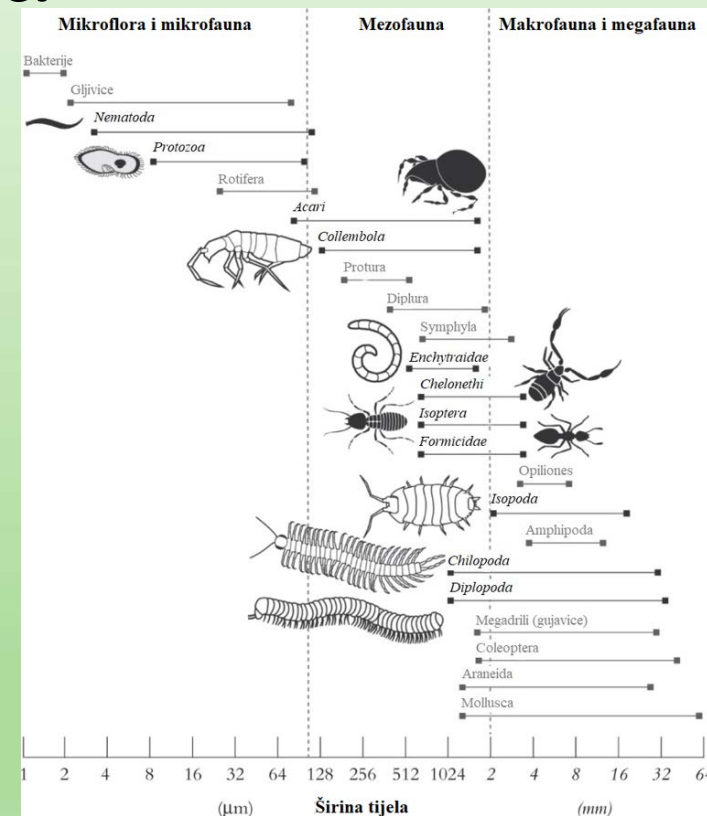 Mikroflora i mikrofauna Mezofauna Makrofauna i megafauna
Bakterije
Gljivice
Nematoda
Protozoa
Rotifera
Acari
Collembola
Protura
Diplura
Symphyla
Enchytraidae
Chelonethi
Isoptera
Formicidae
Opiliones
Isopoda
Amphipoda
Chilopoda
Diplopoda
Megadrili (gujavice)
Coleoptera
Araneida
Mollusca
1 2 4 8 16 32 64 128 256 512 1024 2 4 8 16 32
(µm) Širina tijela (mm)